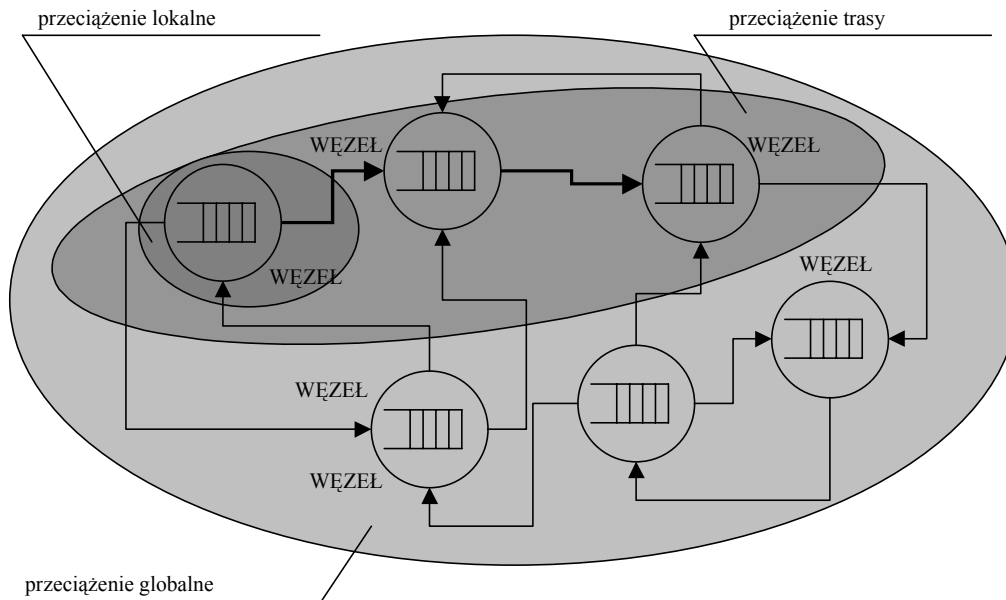 przeciążenie lokalne
przeciążenie trasy
WĘZEŁ
WĘZEŁ
WĘZEŁ
WĘZEŁ
WĘZEŁ
WĘZEŁ
przeciążenie globalne